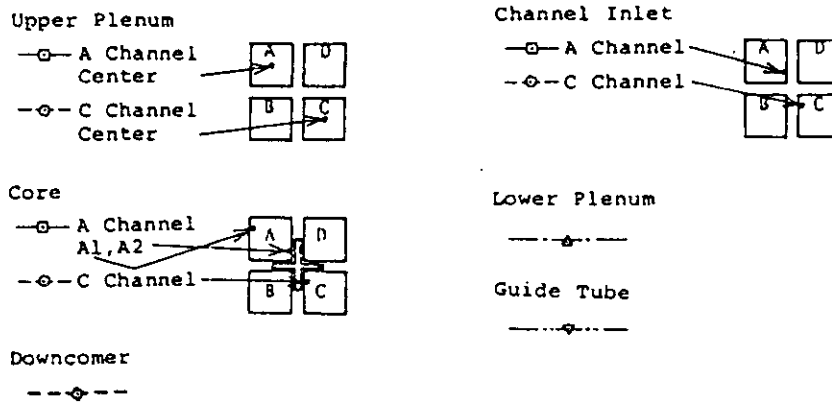 Upper Plenum
A Channel
Center
C Channel
Center
A D
B C
Channel Inlet
A Channel
C Channel
A D
B C
Core
A Channel
A1,A2
C Channel
A D
B C
Lower Plenum
Guide Tube
Downcomer